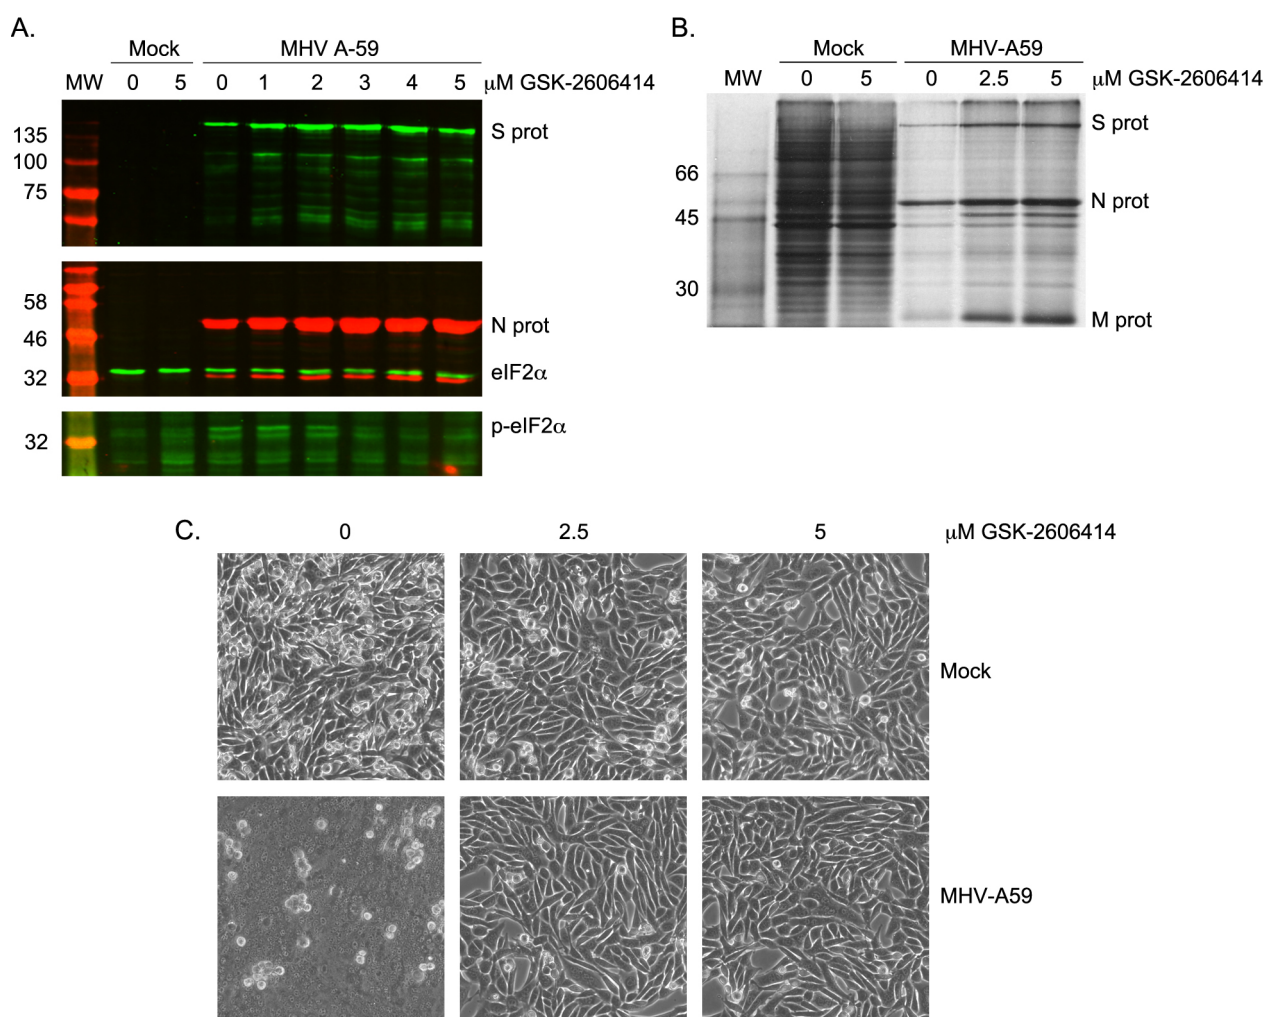 A.
Mock MHV A-59
MW 0 5 0 1 2 3 4 5 μM GSK-2606414
135
100
75
S prot
58
46
32
N prot
eIF2α
32
p-eIF2α
B.
Mock MHV-A59
MW 0 5 0 2.5 5 μM GSK-2606414
66
45
30
S prot
N prot
M prot
C.
0 2.5 5 μM GSK-2606414
Mock
MHV-A59